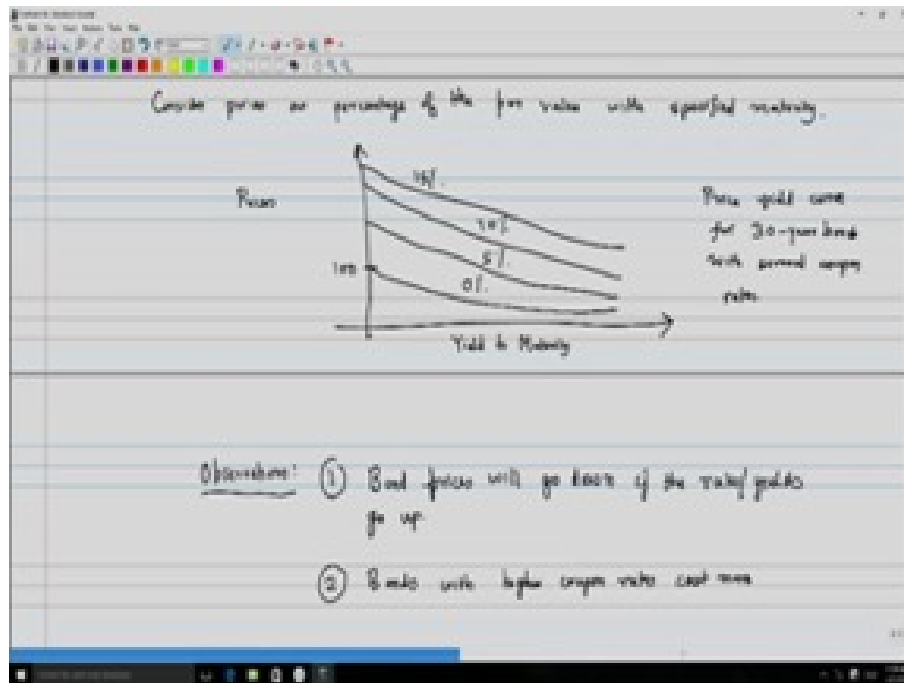 Consider prices as percentage of the par value with specified maturity.
Prices
15%.
10%.
5%.
0%.
100
Yield to Maturity
Price yield curve
for 30-year bond
with several coupon
rates
Observations: ① Bond prices will go down if the rates/yields
go up
② Bonds with higher coupon rates cost more